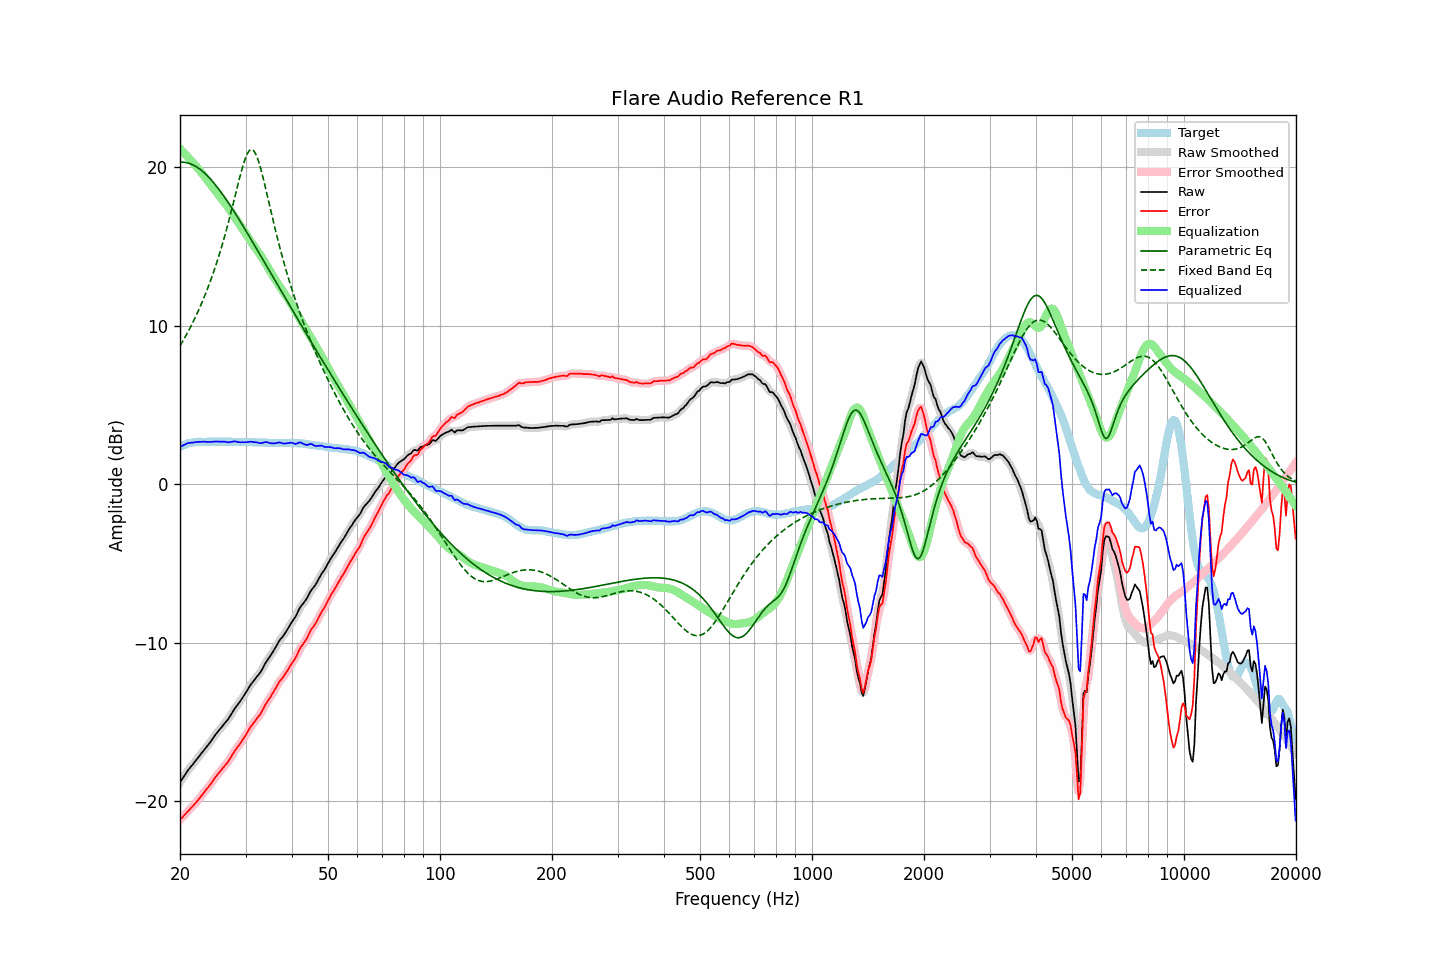 Flare Audio Reference R1
Amplitude (dBr)
20
10
0
−10
−20
Target
Raw Smoothed
Error Smoothed
Raw
Error
Equalization
Parametric Eq
Fixed Band Eq
Equalized
20 50 100 200 500 1000 2000 5000 10000 20000
Frequency (Hz)